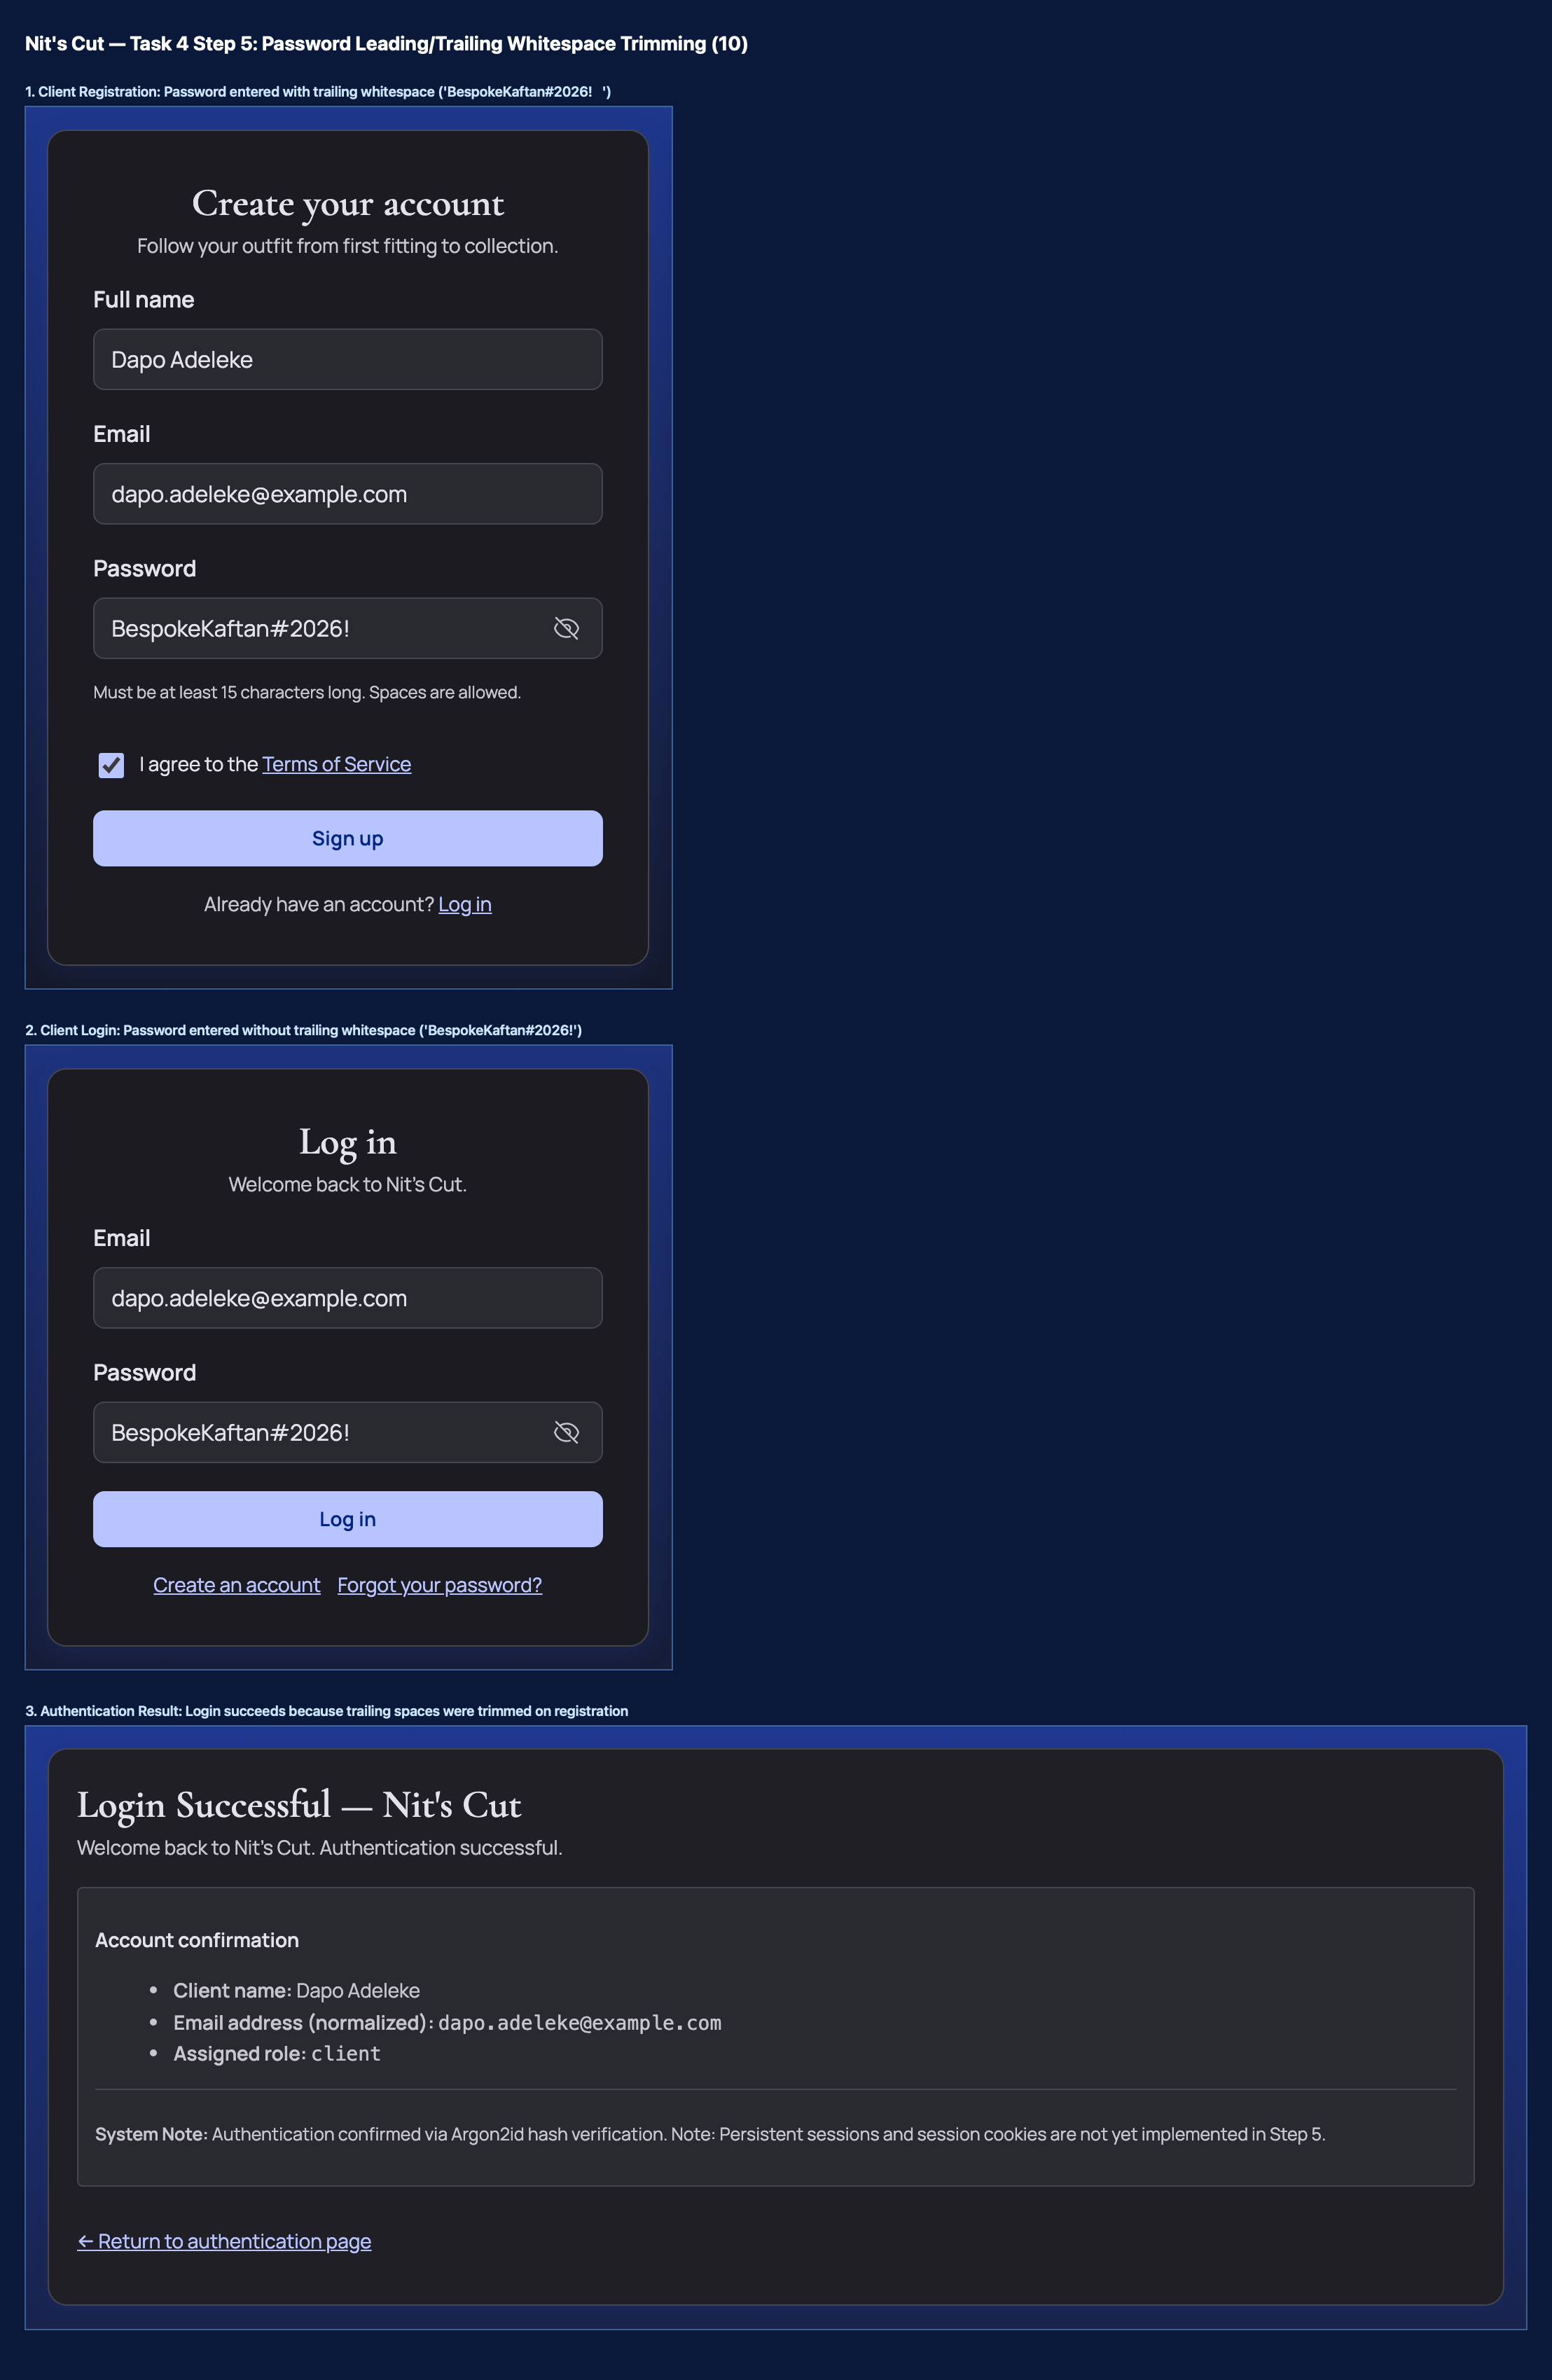 Nit's Cut — Task 4 Step 5: Password Leading/Trailing Whitespace Trimming (10)
1. Client Registration: Password entered with trailing whitespace ('BespokeKaftan#2026!   ')
Create your account
Follow your outfit from first fitting to collection.
Full name
Dapo Adeleke
Email
dapo.adeleke@example.com
Password
BespokeKaftan#2026!
Must be at least 15 characters long. Spaces are allowed.
I agree to the Terms of Service
Sign up
Already have an account? Log in
2. Client Login: Password entered without trailing whitespace ('BespokeKaftan#2026!')
Log in
Welcome back to Nit's Cut.
Email
dapo.adeleke@example.com
Password
BespokeKaftan#2026!
Log in
Create an account Forgot your password?
3. Authentication Result: Login succeeds because trailing spaces were trimmed on registration
Login Successful — Nit's Cut
Welcome back to Nit's Cut. Authentication successful.
Account confirmation
• Client name: Dapo Adeleke
• Email address (normalized): dapo.adeleke@example.com
• Assigned role: client
System Note: Authentication confirmed via Argon2id hash verification. Note: Persistent sessions and session cookies are not yet implemented in Step 5.
← Return to authentication page